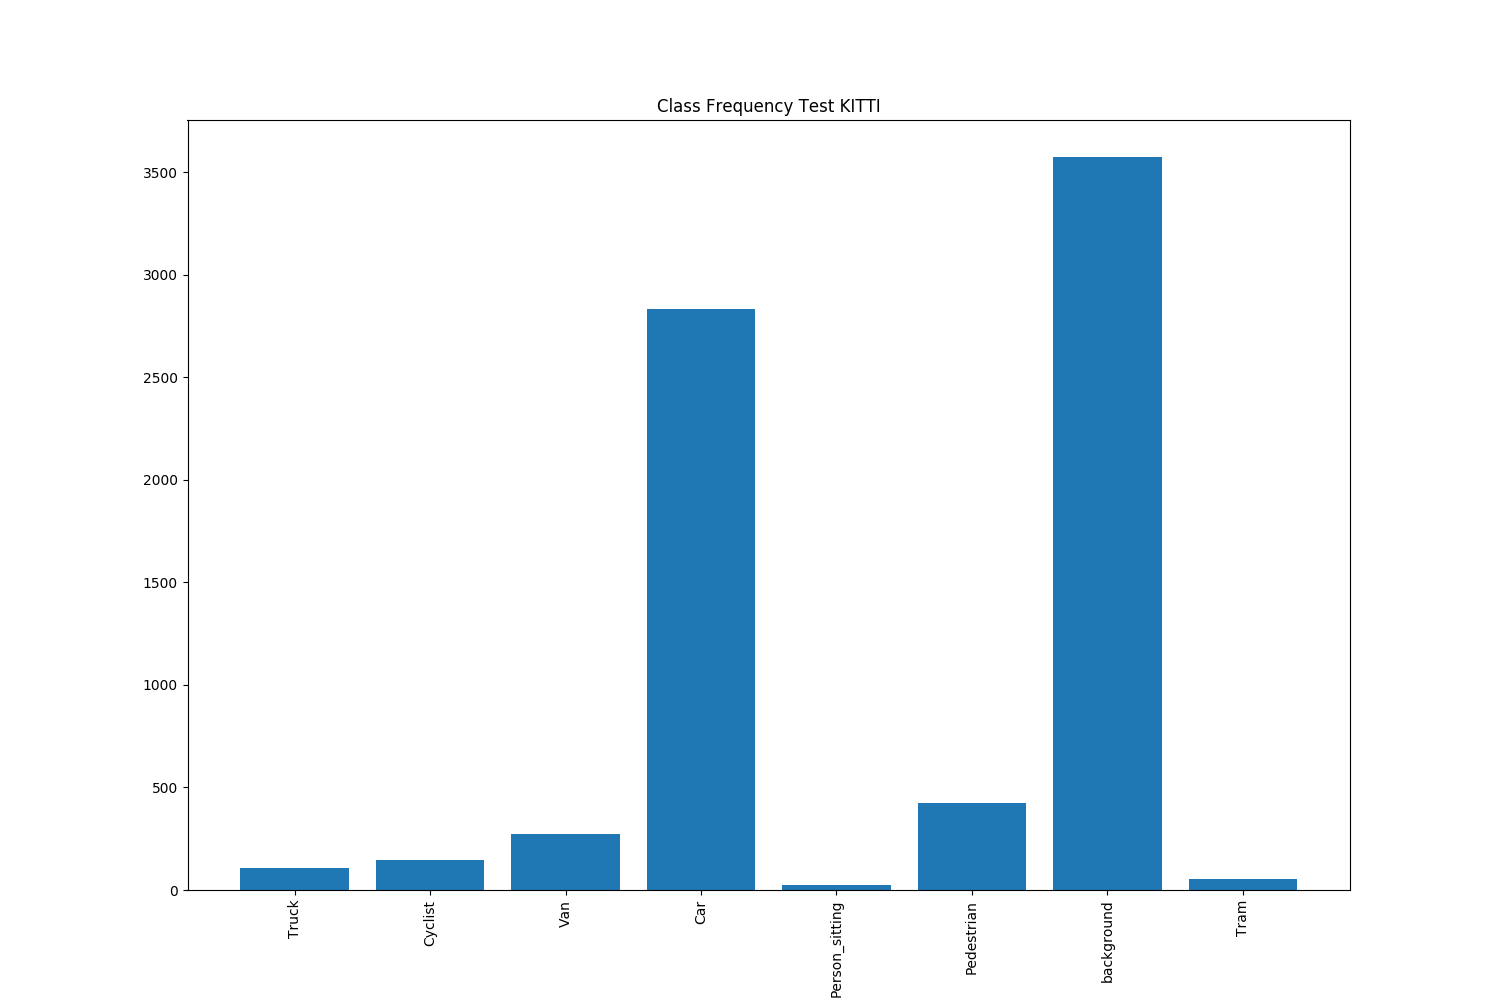 Class Frequency Test KITTI
3500
3000
2500
2000
1500
1000
500
0
Truck
Cyclist
Van
Car
Person_sitting
Pedestrian
background
Tram